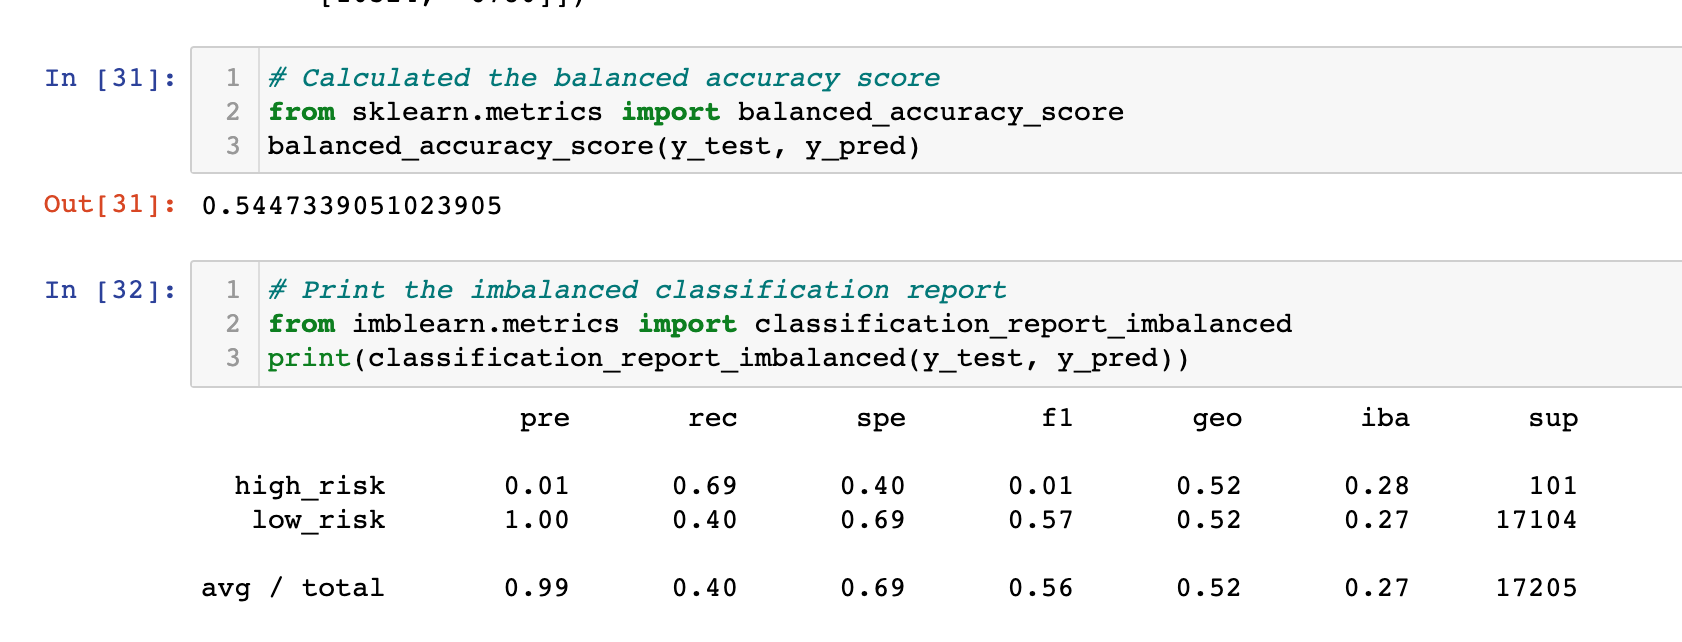 In [31]:
1 # Calculated the balanced accuracy score
2 from sklearn.metrics import balanced_accuracy_score
3 balanced_accuracy_score(y_test, y_pred)
Out[31]: 0.5447339051023905
In [32]:
1 # Print the imbalanced classification report
2 from imblearn.metrics import classification_report_imbalanced
3 print(classification_report_imbalanced(y_test, y_pred))
pre rec spe f1 geo iba sup
high_risk 0.01 0.69 0.40 0.01 0.52 0.28 101
low_risk 1.00 0.40 0.69 0.57 0.52 0.27 17104
avg / total 0.99 0.40 0.69 0.56 0.52 0.27 17205